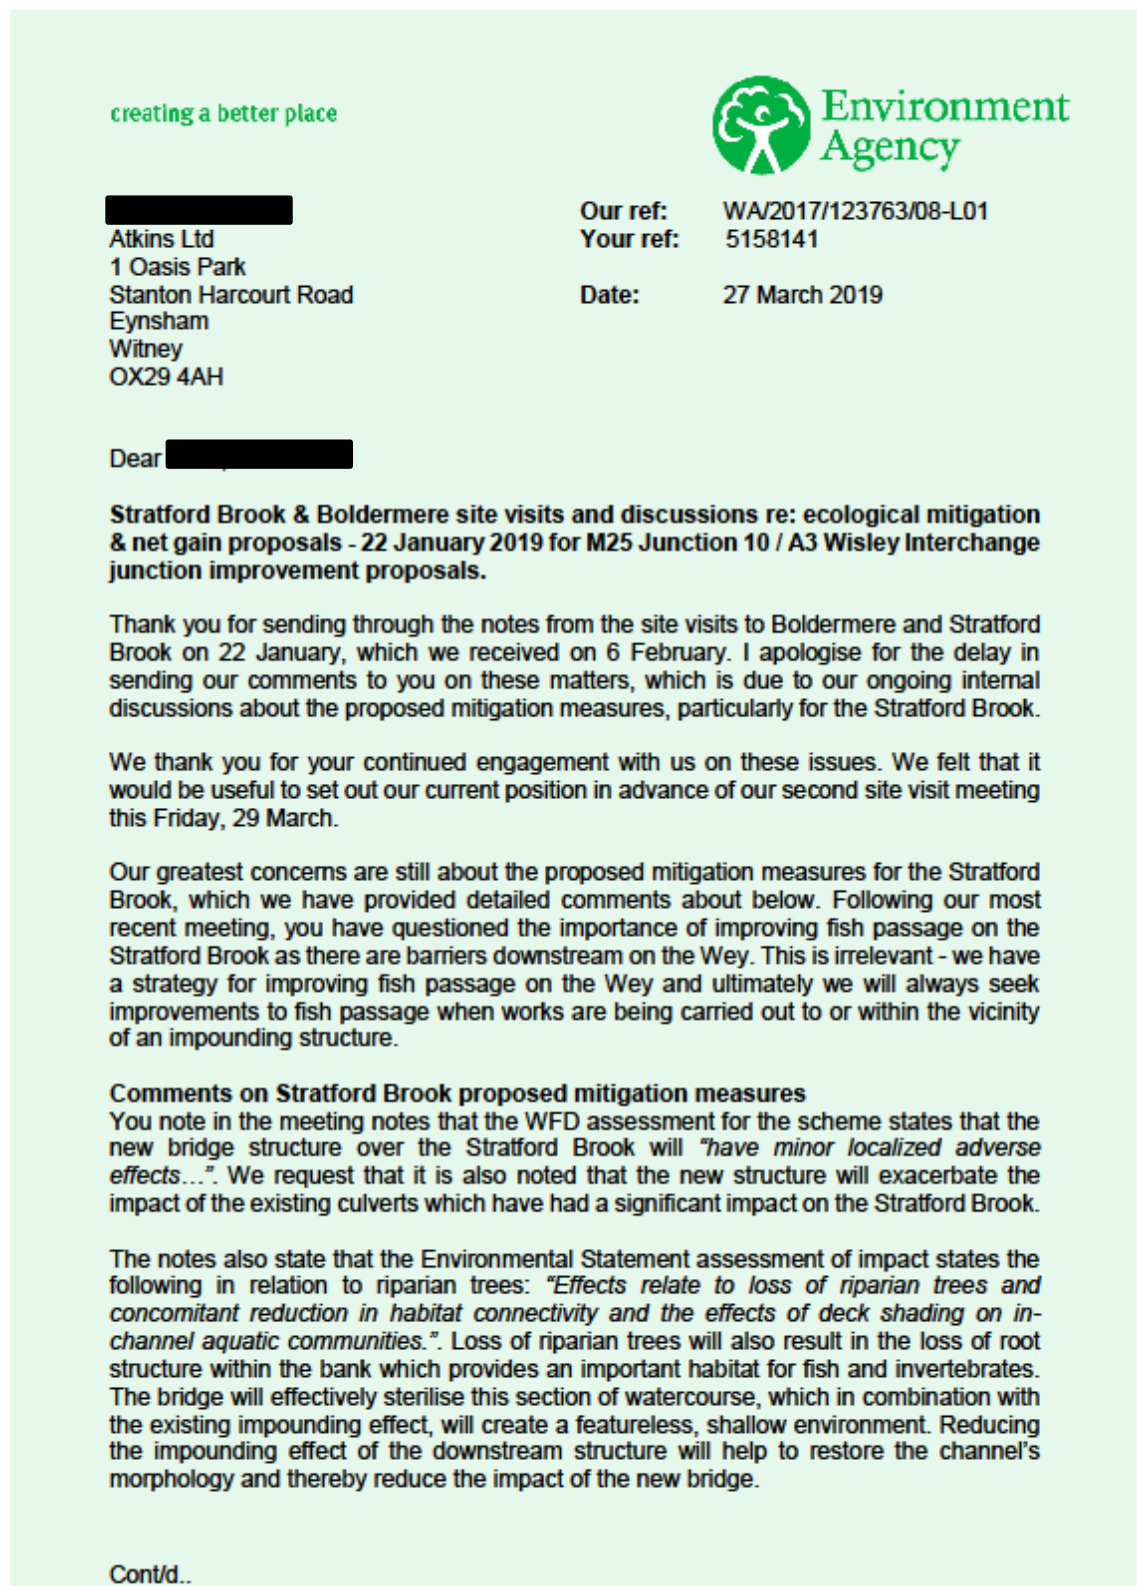 creating a better place
Environment
Agency
Our ref: WA/2017/123763/08-L01
Atkins Ltd
Your ref: 5158141
1 Oasis Park
Stanton Harcourt Road
Date: 27 March 2019
Eynsham
Witney
OX29 4AH
Dear
Stratford Brook & Boldermere site visits and discussions re: ecological mitigation
& net gain proposals - 22 January 2019 for M25 Junction 10 / A3 Wisley Interchange
junction improvement proposals.
Thank you for sending through the notes from the site visits to Boldermere and Stratford
Brook on 22 January, which we received on 6 February. I apologise for the delay in
sending our comments to you on these matters, which is due to our ongoing internal
discussions about the proposed mitigation measures, particularly for the Stratford Brook.
We thank you for your continued engagement with us on these issues. We felt that it
would be useful to set out our current position in advance of our second site visit meeting
this Friday, 29 March.
Our greatest concerns are still about the proposed mitigation measures for the Stratford
Brook, which we have provided detailed comments about below. Following our most
recent meeting, you have questioned the importance of improving fish passage on the
Stratford Brook as there are barriers downstream on the Wey. This is irrelevant - we have
a strategy for improving fish passage on the Wey and ultimately we will always seek
improvements to fish passage when works are being carried out to or within the vicinity
of an impounding structure.
Comments on Stratford Brook proposed mitigation measures
You note in the meeting notes that the WFD assessment for the scheme states that the
new bridge structure over the Stratford Brook will "have minor localized adverse
effects…". We request that it is also noted that the new structure will exacerbate the
impact of the existing culverts which have had a significant impact on the Stratford Brook.
The notes also state that the Environmental Statement assessment of impact states the
following in relation to riparian trees: "Effects relate to loss of riparian trees and
concomitant reduction in habitat connectivity and the effects of deck shading on in-
channel aquatic communities.". Loss of riparian trees will also result in the loss of root
structure within the bank which provides an important habitat for fish and invertebrates.
The bridge will effectively sterilise this section of watercourse, which in combination with
the existing impounding effect, will create a featureless, shallow environment. Reducing
the impounding effect of the downstream structure will help to restore the channel's
morphology and thereby reduce the impact of the new bridge.
Cont/d..